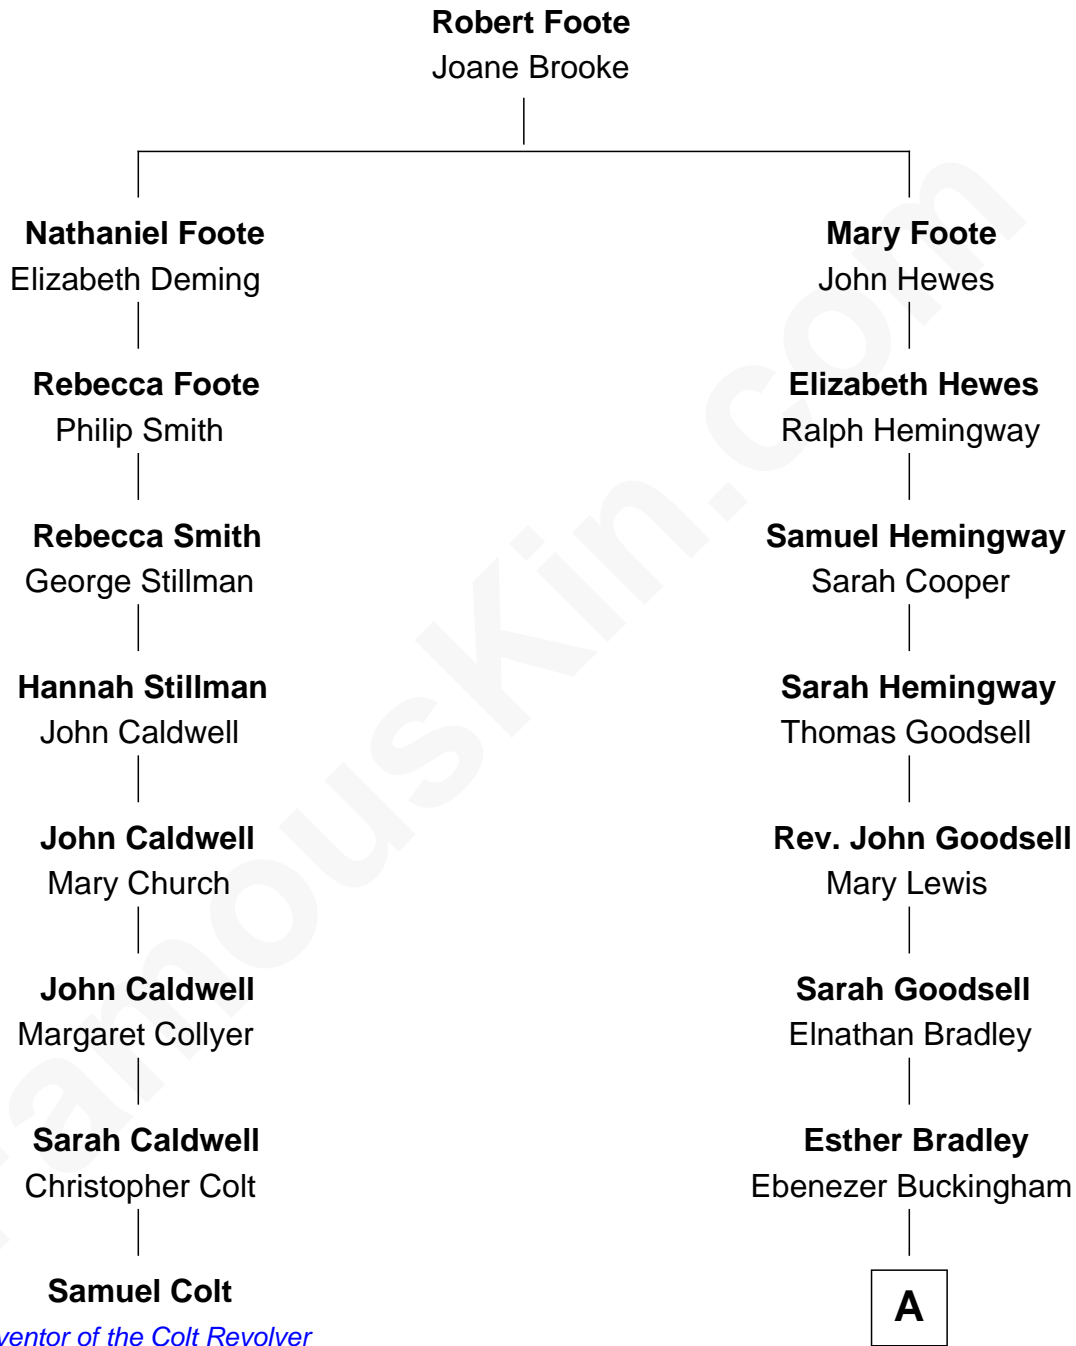 Robert Foote
Joane Brooke
Nathaniel Foote
Elizabeth Deming
Mary Foote
John Hewes
Rebecca Foote
Philip Smith
Elizabeth Hewes
Ralph Hemingway
Rebecca Smith
George Stillman
Samuel Hemingway
Sarah Cooper
Hannah Stillman
John Caldwell
Sarah Hemingway
Thomas Goodsell
John Caldwell
Mary Church
Rev. John Goodsell
Mary Lewis
John Caldwell
Margaret Collyer
Sarah Goodsell
Elnathan Bradley
Sarah Caldwell
Christopher Colt
Esther Bradley
Ebenezer Buckingham
Samuel Colt
ventor of the Colt Revolver
A
FamousKin.com